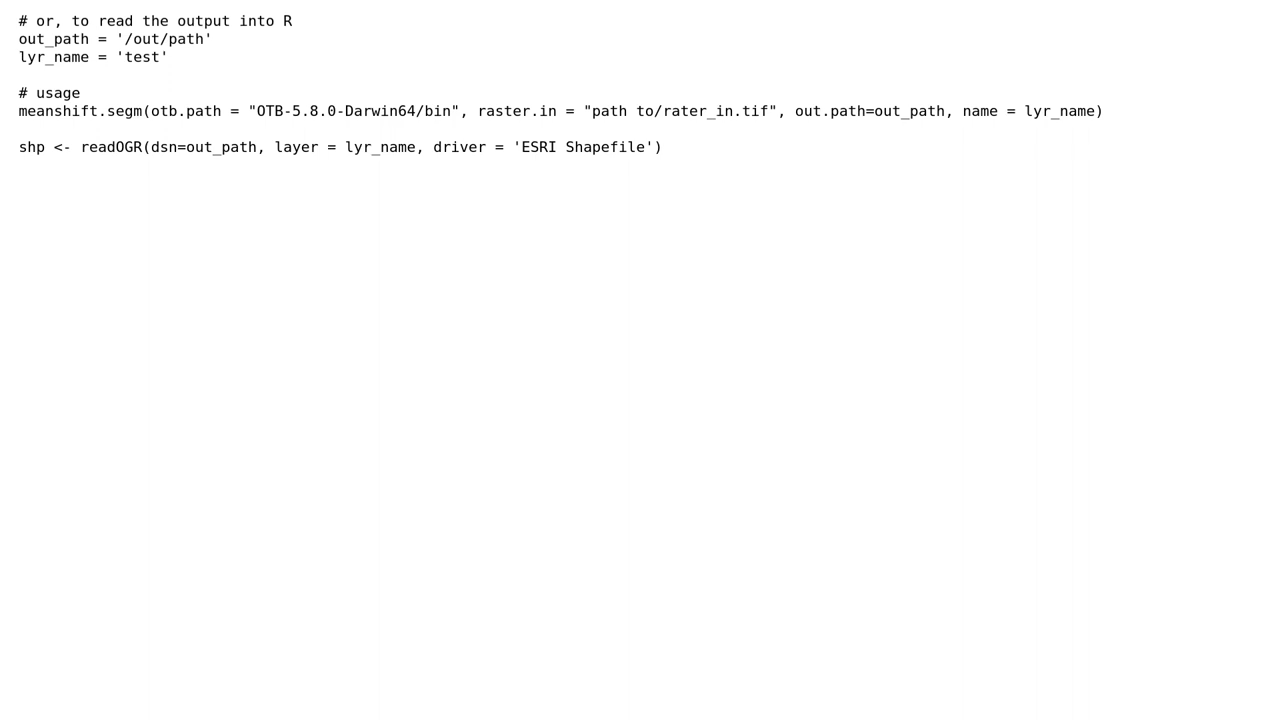 # or, to read the output into R
out_path = '/out/path'
lyr_name = 'test'

# usage
meanshift.segm(otb.path = "OTB-5.8.0-Darwin64/bin", raster.in = "path to/rater_in.tif", out.path=out_path, name = lyr_name)

shp <- readOGR(dsn=out_path, layer = lyr_name, driver = 'ESRI Shapefile')